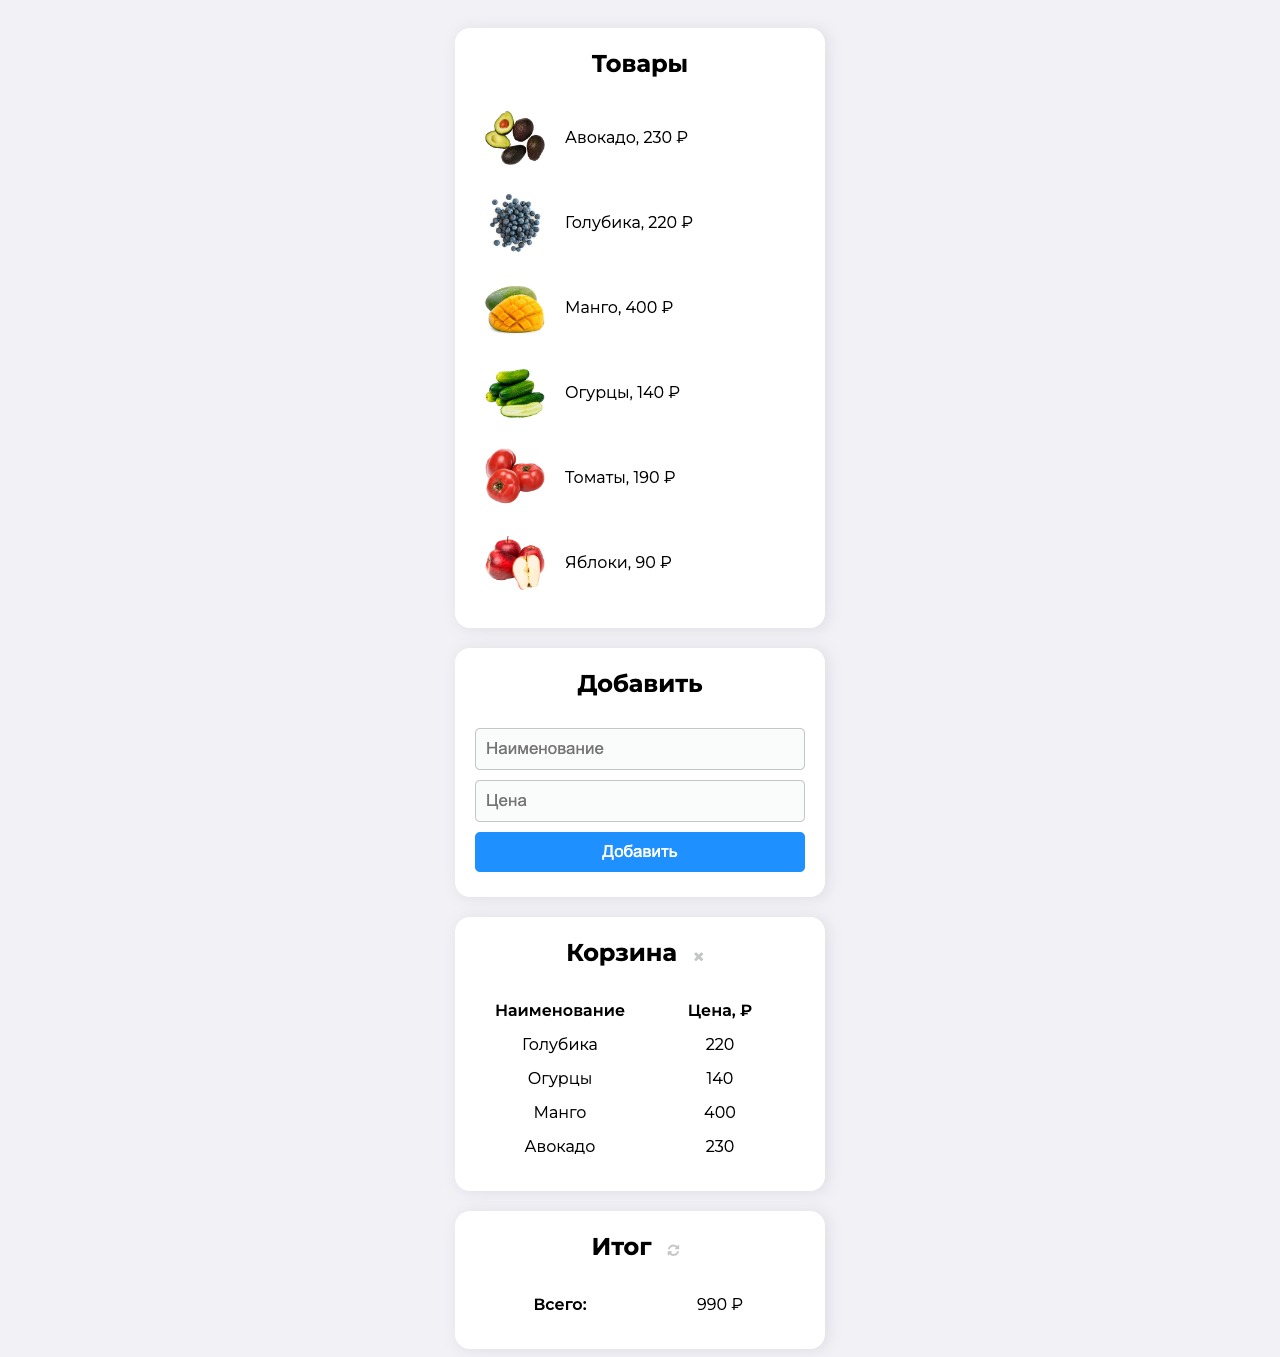 Товары
Авокадо, 230 ₽
Голубика, 220 ₽
Манго, 400 ₽
Огурцы, 140 ₽
Томаты, 190 ₽
Яблоки, 90 ₽
Добавить
Наименование
Цена
Добавить
Корзина
Наименование Цена, ₽
Голубика 220
Огурцы 140
Манго 400
Авокадо 230
Итог
Всего: 990 ₽